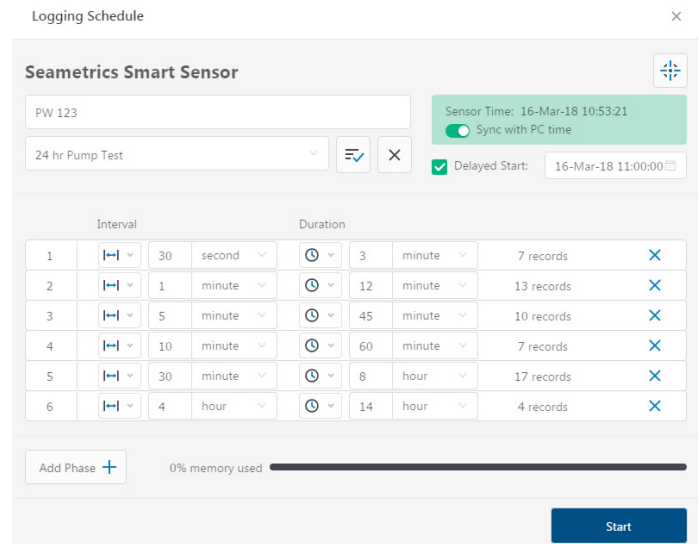 Logging Schedule
Seametrics Smart Sensor
PW 123
Sensor Time: 16-Mar-18 10:53:21
Sync with PC time
24 hr Pump Test
Delayed Start: 16-Mar-18 11:00:00
Interval Duration
1 30 second 3 minute 7 records
2 1 minute 12 minute 13 records
3 5 minute 45 minute 10 records
4 10 minute 60 minute 7 records
5 30 minute 8 hour 17 records
6 4 hour 14 hour 4 records
Add Phase 0% memory used
Start